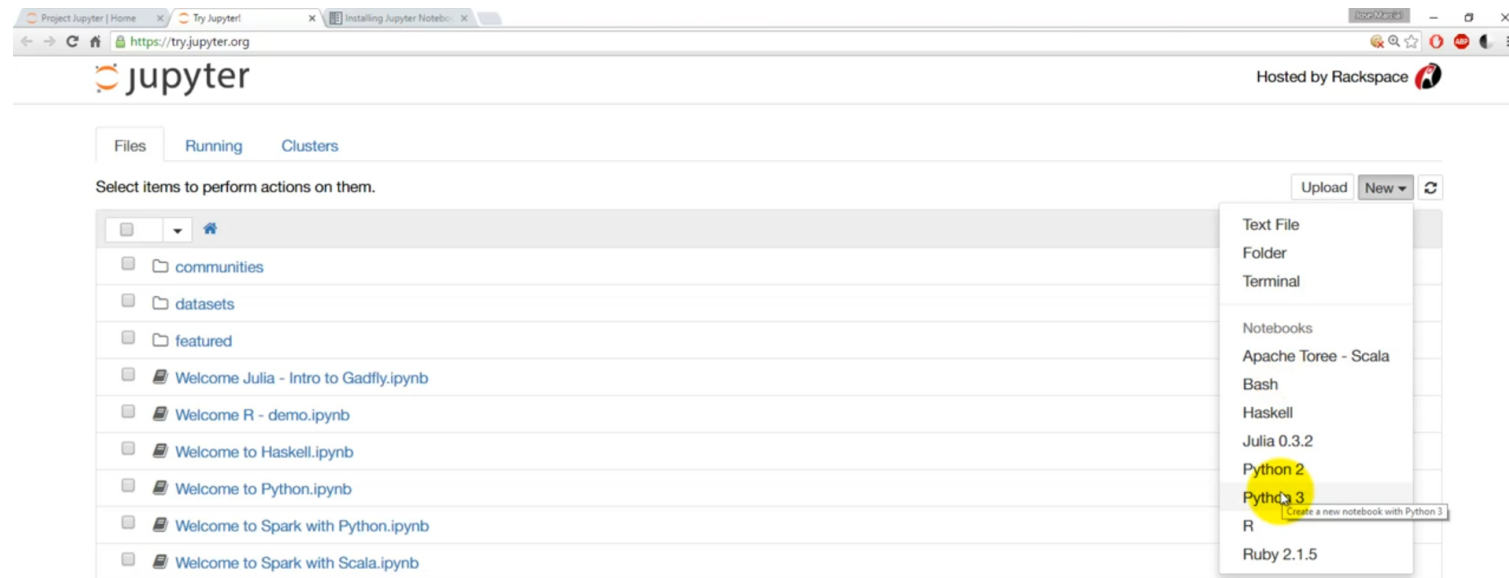 Project Jupyter | Home
Try Jupyter!
Installing Jupyter Notebo
https://try.jupyter.org
jupyter
Hosted by Rackspace
Files Running Clusters
Select items to perform actions on them.
Upload New
Text File
Folder
Terminal
Notebooks
Apache Toree - Scala
Bash
Haskell
Julia 0.3.2
Python 2
Python 3
Create a new notebook with Python 3
R
Ruby 2.1.5
communities
datasets
featured
Welcome Julia - Intro to Gadfly.ipynb
Welcome R - demo.ipynb
Welcome to Haskell.ipynb
Welcome to Python.ipynb
Welcome to Spark with Python.ipynb
Welcome to Spark with Scala.ipynb
ABP